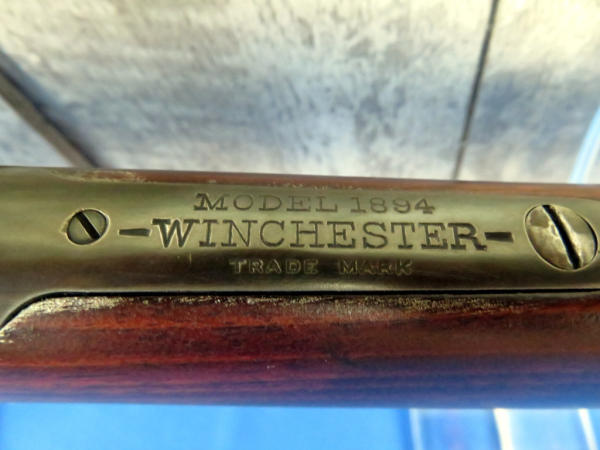 MODEL 1894
-WINCHESTER-
TRADE MARK